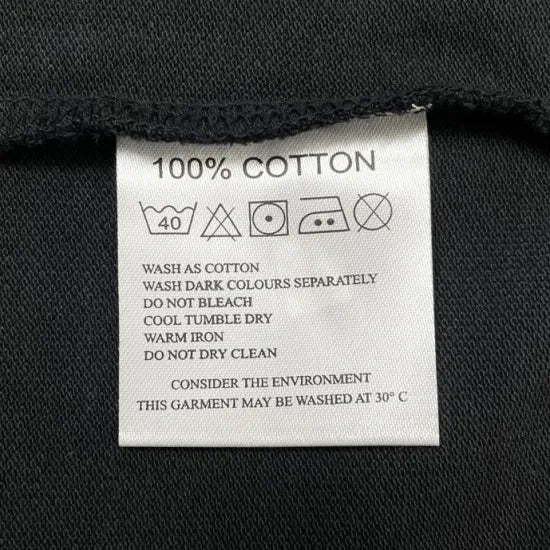 100% COTTON
40
WASH AS COTTON
WASH DARK COLOURS SEPARATELY
DO NOT BLEACH
COOL TUMBLE DRY
WARM IRON
DO NOT DRY CLEAN
CONSIDER THE ENVIRONMENT
THIS GARMENT MAY BE WASHED AT 30° C